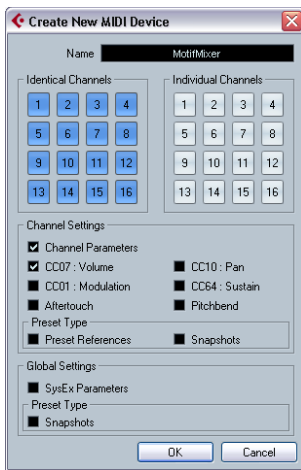 Create New MIDI Device
Name MotifMixer
Identical Channels Individual Channels
1 2 3 4 1 2 3 4
5 6 7 8 5 6 7 8
9 10 11 12 9 10 11 12
13 14 15 16 13 14 15 16
Channel Settings
Channel Parameters
CC07 : Volume CC10 : Pan
CC01 : Modulation CC64 : Sustain
Aftertouch Pitchbend
Preset Type
Preset References Snapshots
Global Settings
SysEx Parameters
Preset Type
Snapshots
OK Cancel